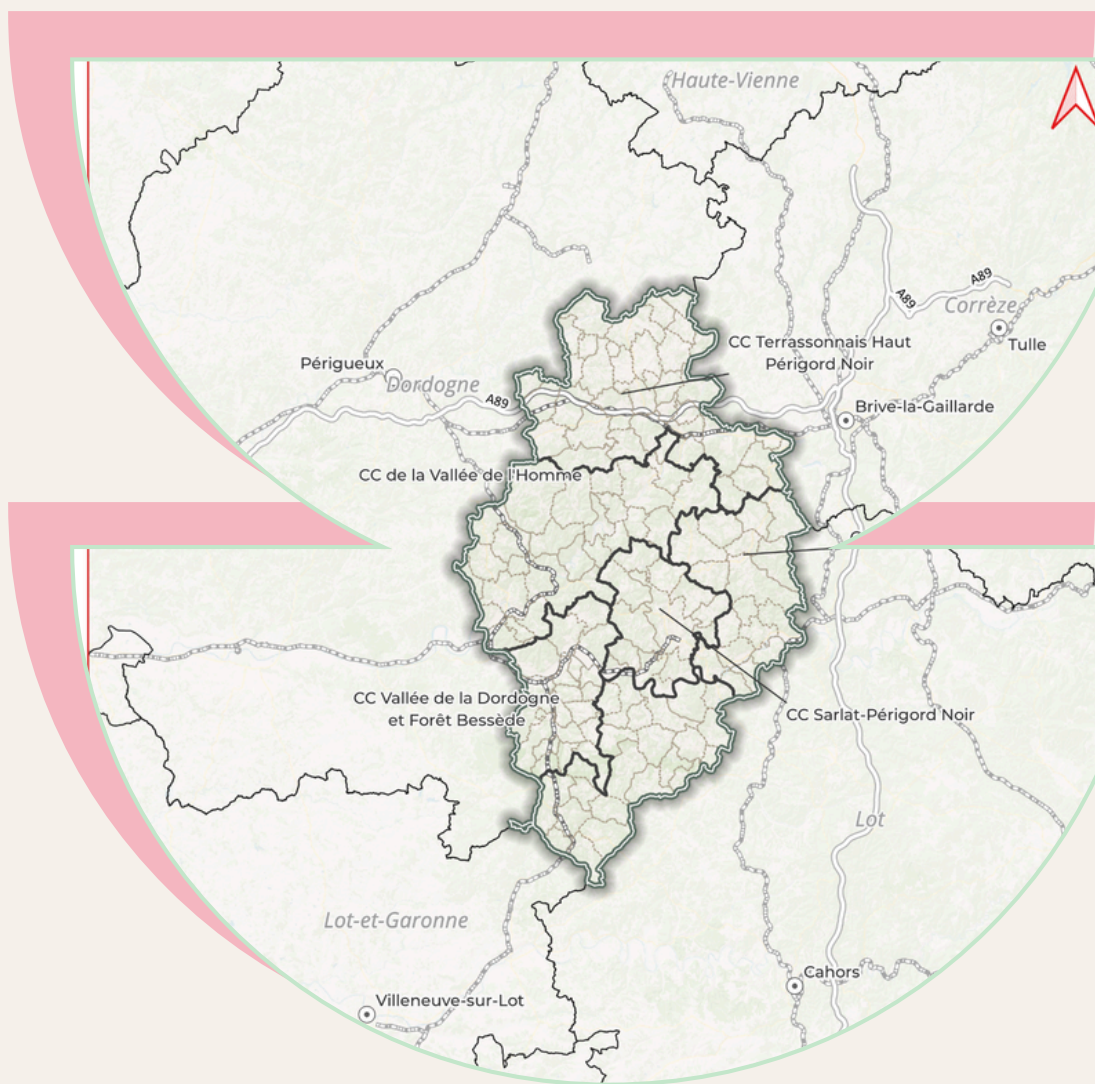 Haute-Vienne
A89
A89
Corrèze
Tulle
CC Terrassonnais Haut
Périgord Noir
Périgueux
Dordogne
A89
Brive-la-Gaillarde
CC de la Vallée de l'Homme
CC Vallée de la Dordogne
et Forêt Bessède
CC Sarlat-Périgord Noir
Lot
Lot-et-Garonne
Cahors
Villeneuve-sur-Lot